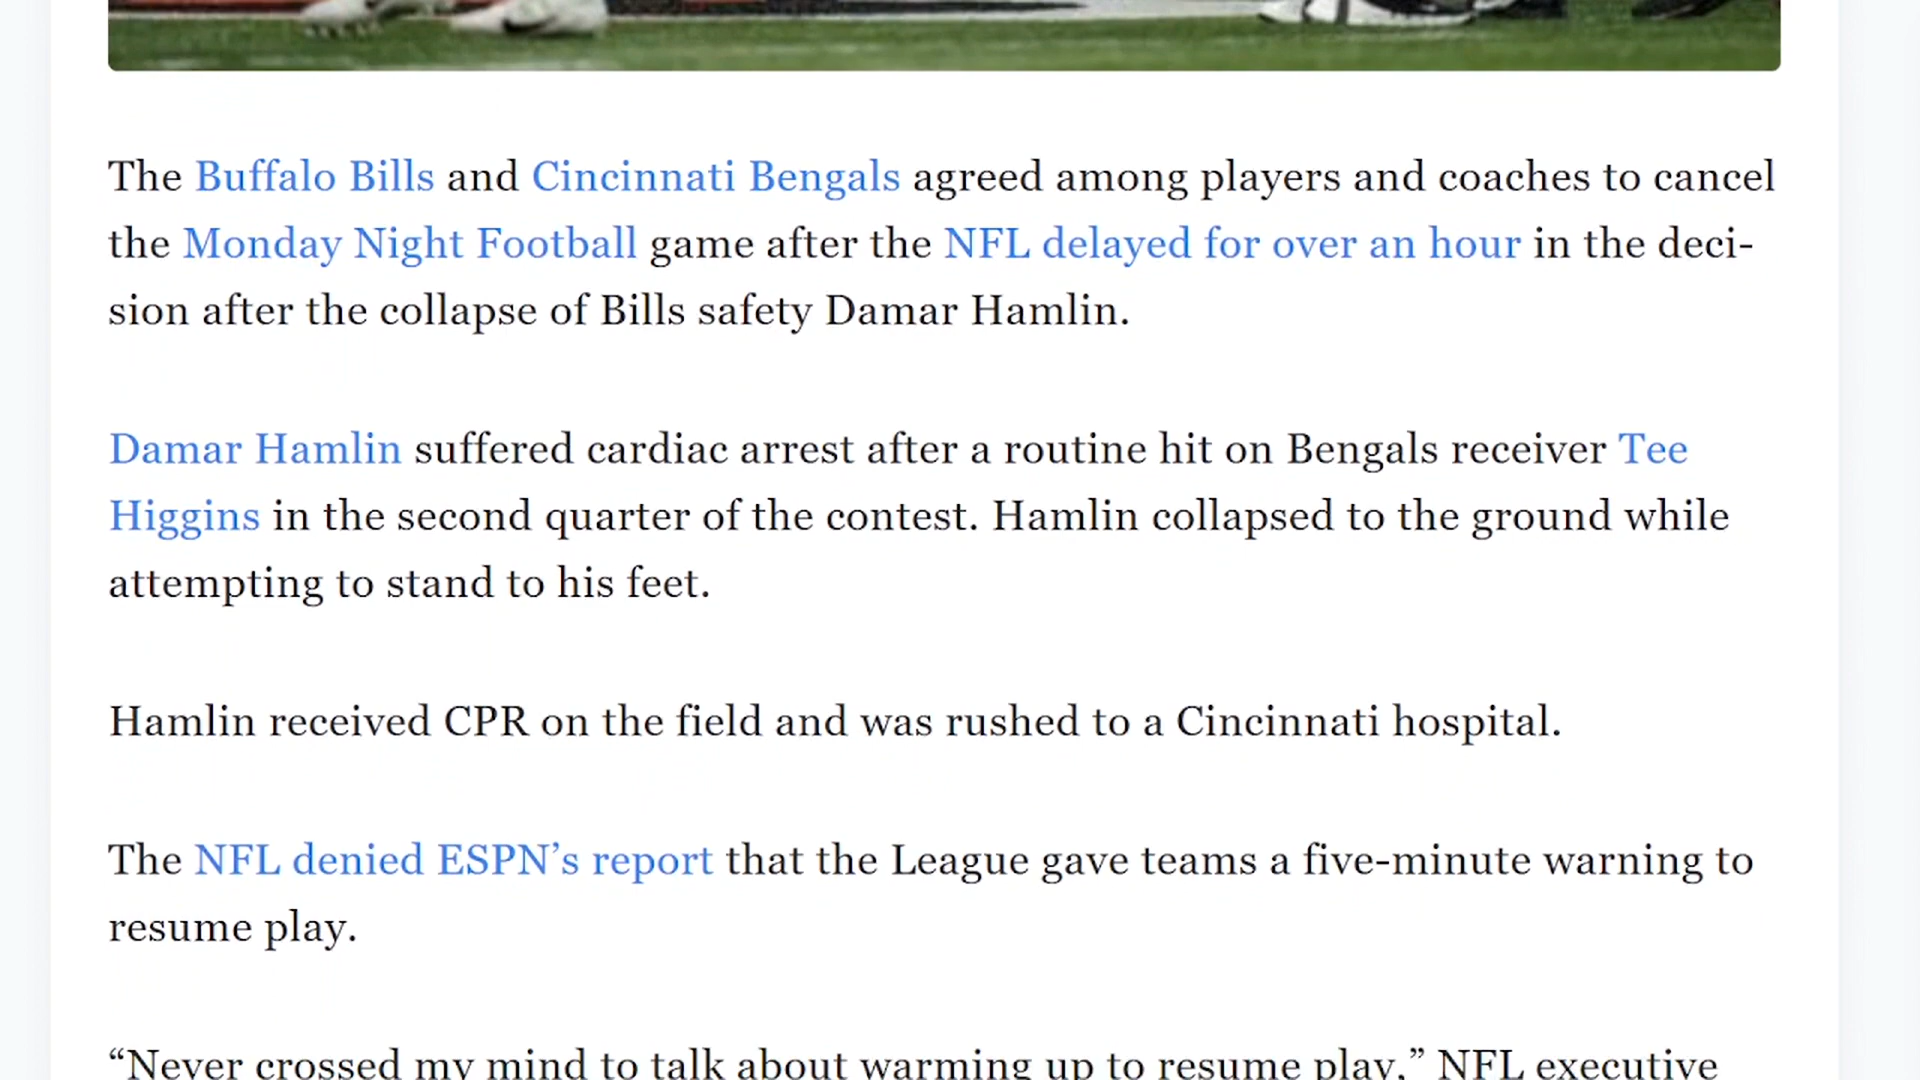 The Buffalo Bills and Cincinnati Bengals agreed among players and coaches to cancel
the Monday Night Football game after the NFL delayed for over an hour in the deci-
sion after the collapse of Bills safety Damar Hamlin.
Damar Hamlin suffered cardiac arrest after a routine hit on Bengals receiver Tee
Higgins in the second quarter of the contest. Hamlin collapsed to the ground while
attempting to stand to his feet.
Hamlin received CPR on the field and was rushed to a Cincinnati hospital.
The NFL denied ESPN’s report that the League gave teams a five-minute warning to
resume play.
“Never crossed my mind to talk about warming up to resume play,” NFL executive